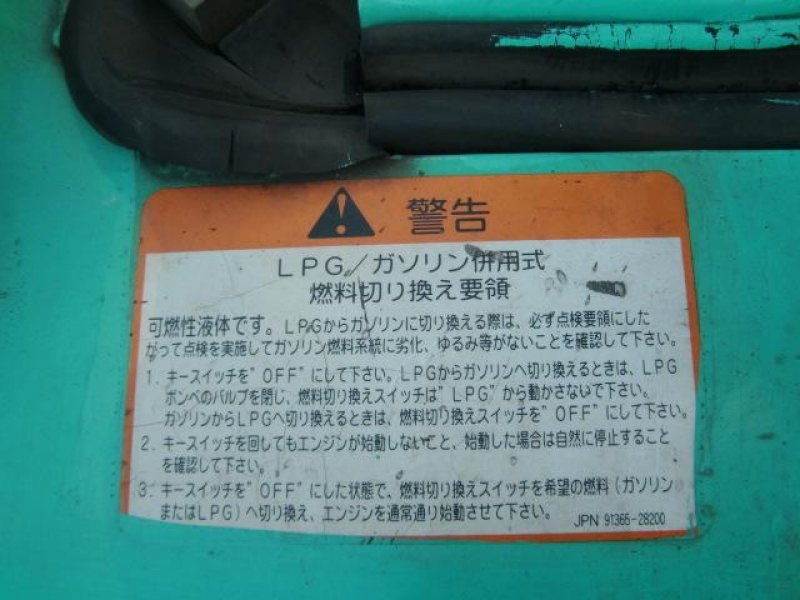 警告
LPG/ガソリン併用式
燃料切り換え要領
可燃性液体です。LPGからガソリンに切り換える際は、必ず点検要領にした
がって点検を実施してガソリン燃料系統に劣化、ゆるみ等がないことを確認して下さい。
1. キースイッチを"OFF"にして下さい。LPGからガソリンへ切り換えるときは、LPG
ボンベのバルブを閉じ、燃料切り換えスイッチは"LPG"から動かさないで下さい。
ガソリンからLPGへ切り換えるときは、燃料切り換えスイッチを"OFF"にして下さい。
2. キースイッチを回してもエンジンが始動しないこと、始動した場合は自然に停止すること
を確認して下さい。
3. キースイッチを"OFF"にした状態で、燃料切り換えスイッチを希望の燃料(ガソリン
またはLPG)へ切り換え、エンジンを通常通り始動させて下さい。
JPN 91365-28200